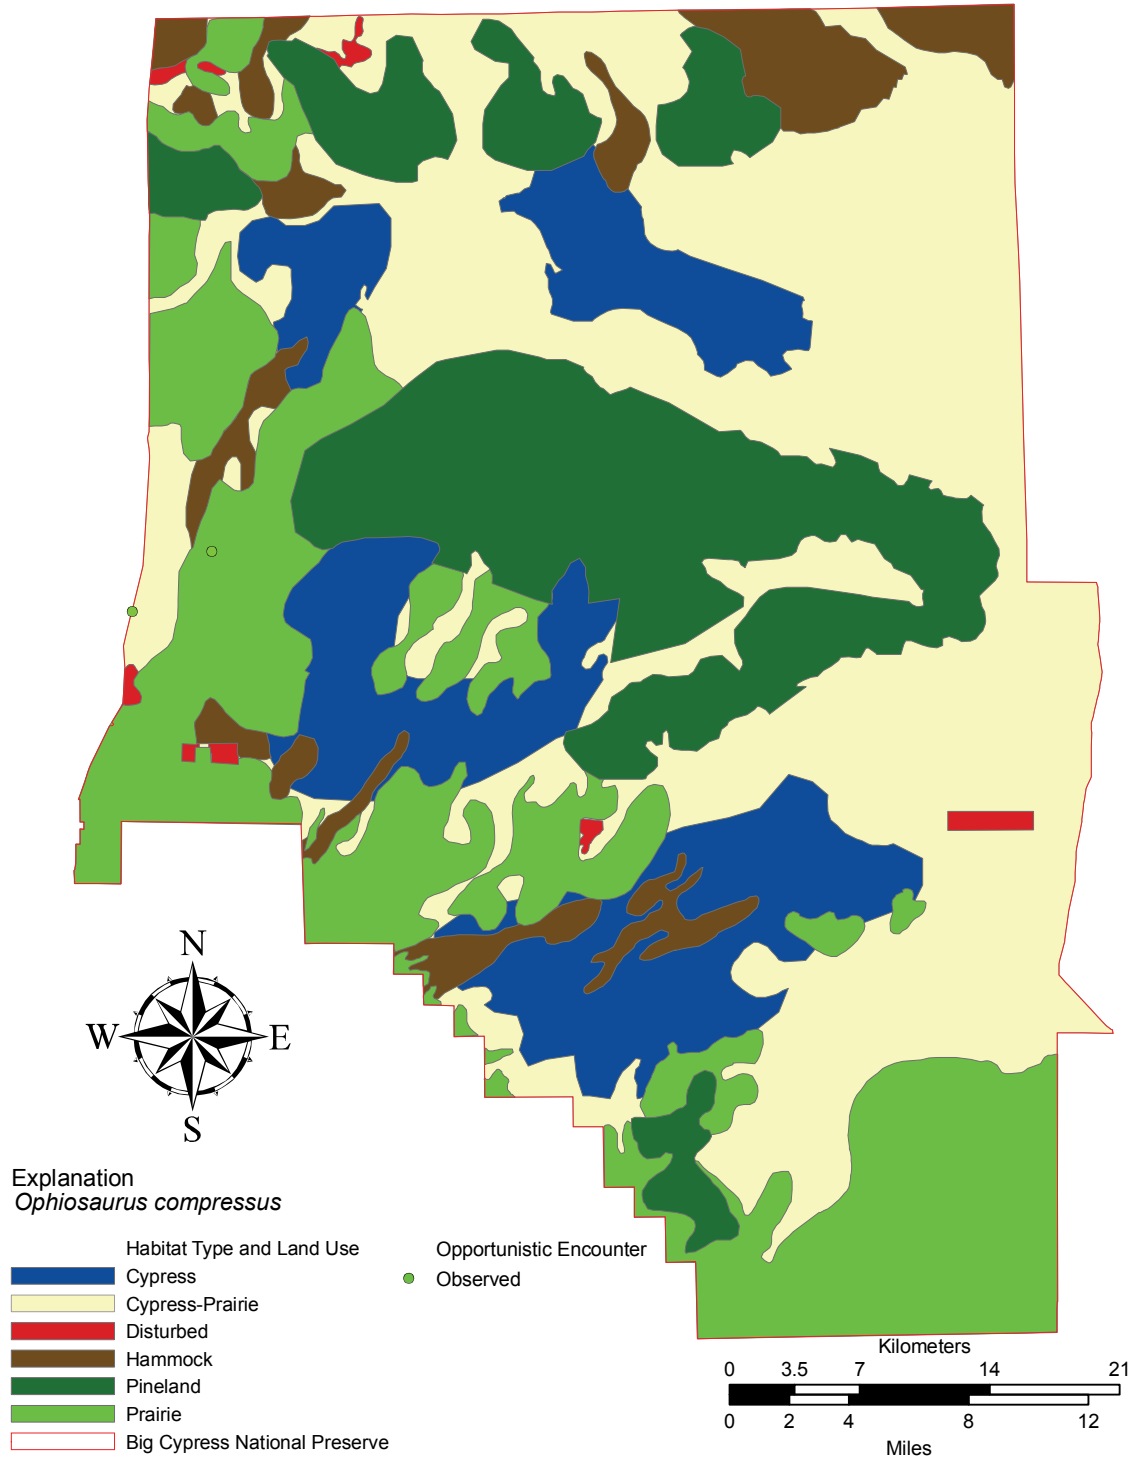 N
W
E
S
Explanation
Ophiosaurus compressus
Habitat Type and Land Use
Cypress
Cypress-Prairie
Disturbed
Hammock
Pineland
Prairie
Big Cypress National Preserve
Opportunistic Encounter
Observed
Kilometers
0 3.5 7 14 21
0 2 4 8 12
Miles